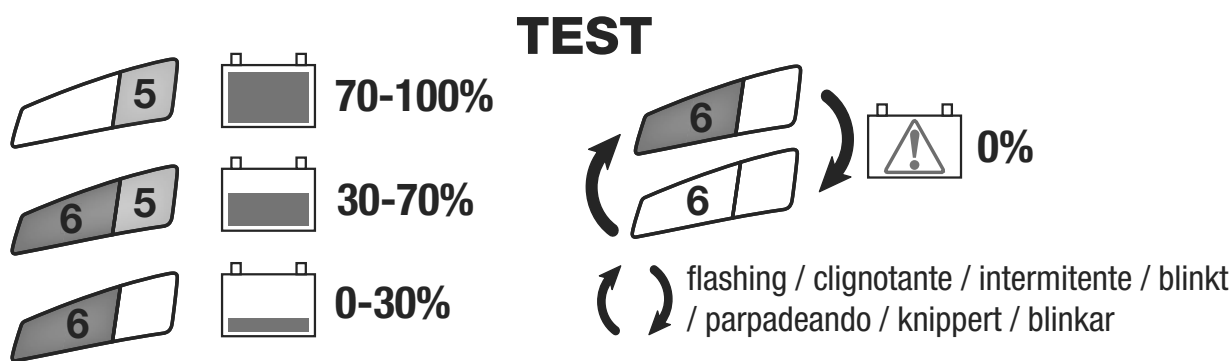 TEST
5 70-100%
6 5 30-70%
6 0-30%
6 0%
6
flashing / clignotante / intermitente / blinkt
/ parpadeando / knippert / blinkar